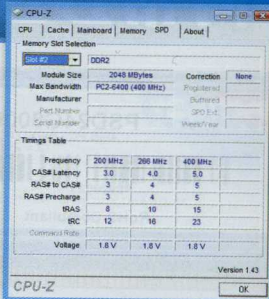 CPU-Z
CPU Cache Mainboard Memory SPD About
Memory Slot Selection
Slot #2 DDR2
Module Size 2048 MBytes Correction None
Max Bandwidth PC2-6400 (400 MHz) Registered
Manufacturer Buffered
Part Number SPD Ext.
Serial Number Week/Year
Timings Table
Frequency 200 MHz 266 MHz 400 MHz
CAS# Latency 3.0 4.0 5.0
RAS# to CAS# 3 4 5
RAS# Precharge 3 4 5
tRAS 8 10 15
tRC 12 16 23
Command Rate
Voltage 1.8 V 1.8 V 1.8 V
Version 1.43
CPU-Z OK